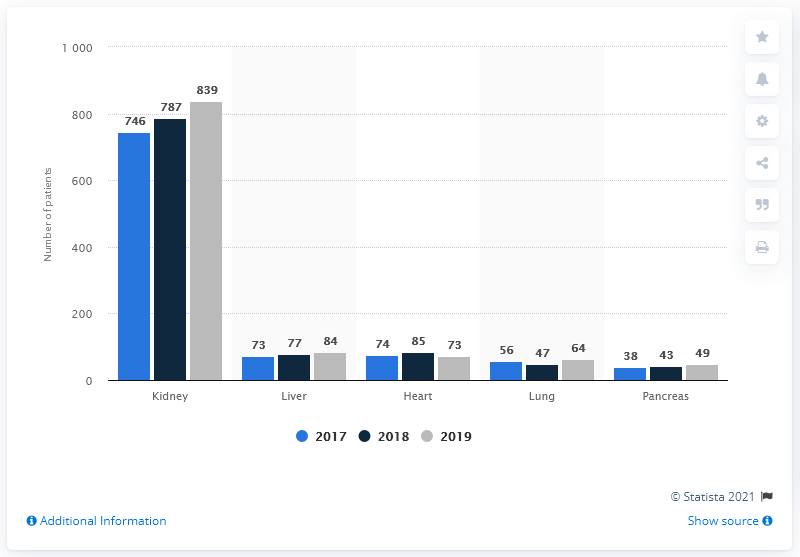 1 000
800
600
400
200
0
Number of patients
746 787 839
73 77 84
74 85 73
56 47 64
38 43 49
Kidney Liver Heart Lung Pancreas
2017 2018 2019
© Statista 2021
Additional Information
Show source